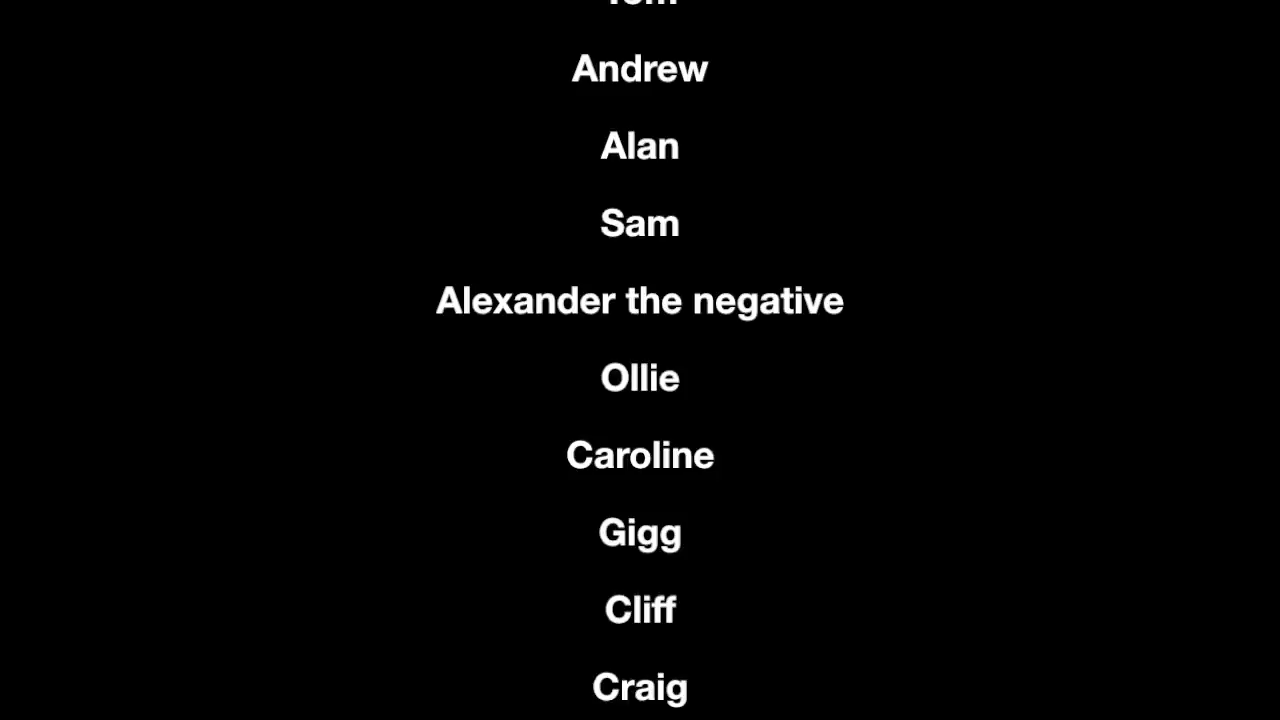 Andrew
Alan
Sam
Alexander the negative
Ollie
Caroline
Gigg
Cliff
Craig